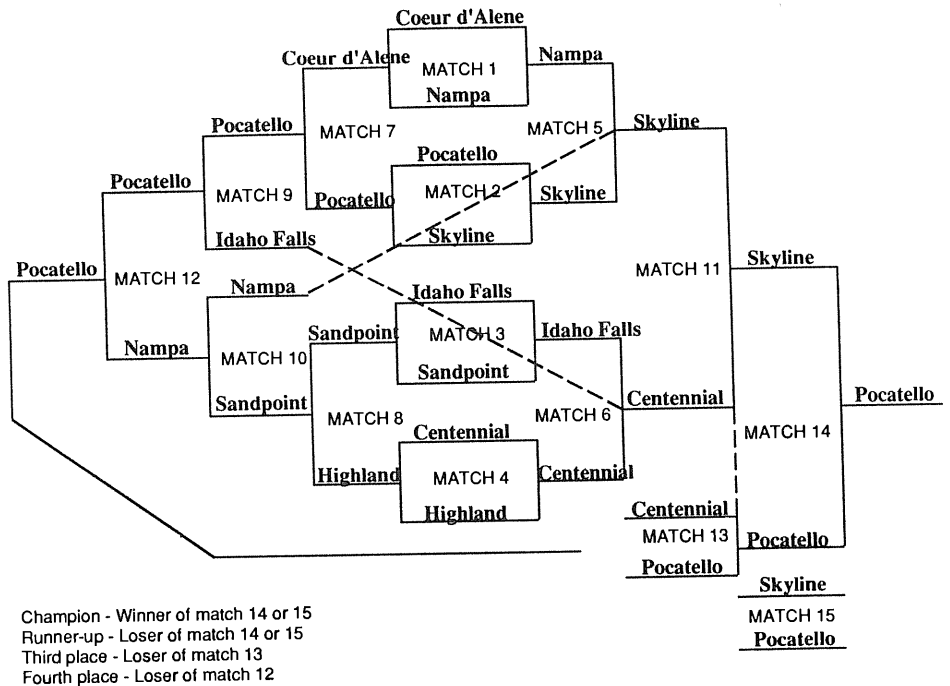 Coeur d'Alene
Coeur d'Alene
MATCH 1
Nampa
Nampa
Pocatello
MATCH 7
MATCH 5
Skyline
Pocatello
Pocatello
MATCH 9
Pocatello
MATCH 2
Skyline
Idaho Falls
Skyline
Pocatello
MATCH 12
Nampa
MATCH 11
Skyline
Idaho Falls
Sandpoint
MATCH 3
Idaho Falls
Nampa
MATCH 10
Sandpoint
Sandpoint
MATCH 8
MATCH 6
Centennial
Pocatello
Centennial
MATCH 14
Highland
MATCH 4
Centennial
Highland
Centennial
MATCH 13
Pocatello
Pocatello
Skyline
MATCH 15
Pocatello
Champion - Winner of match 14 or 15
Runner-up - Loser of match 14 or 15
Third place - Loser of match 13
Fourth place - Loser of match 12